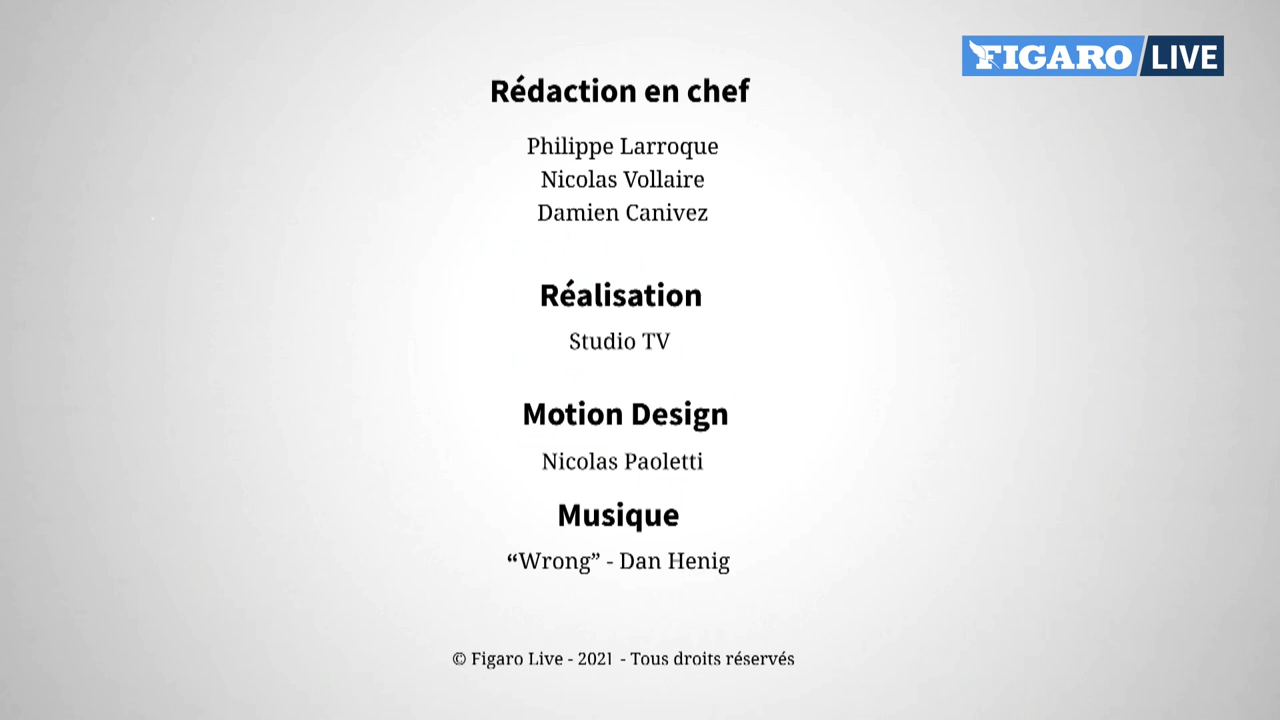 FIGARO LIVE
Rédaction en chef
Philippe Larroque
Nicolas Vollaire
Damien Canivez
Réalisation
Studio TV
Motion Design
Nicolas Paoletti
Musique
“Wrong” - Dan Henig
© Figaro Live - 2021 - Tous droits réservés